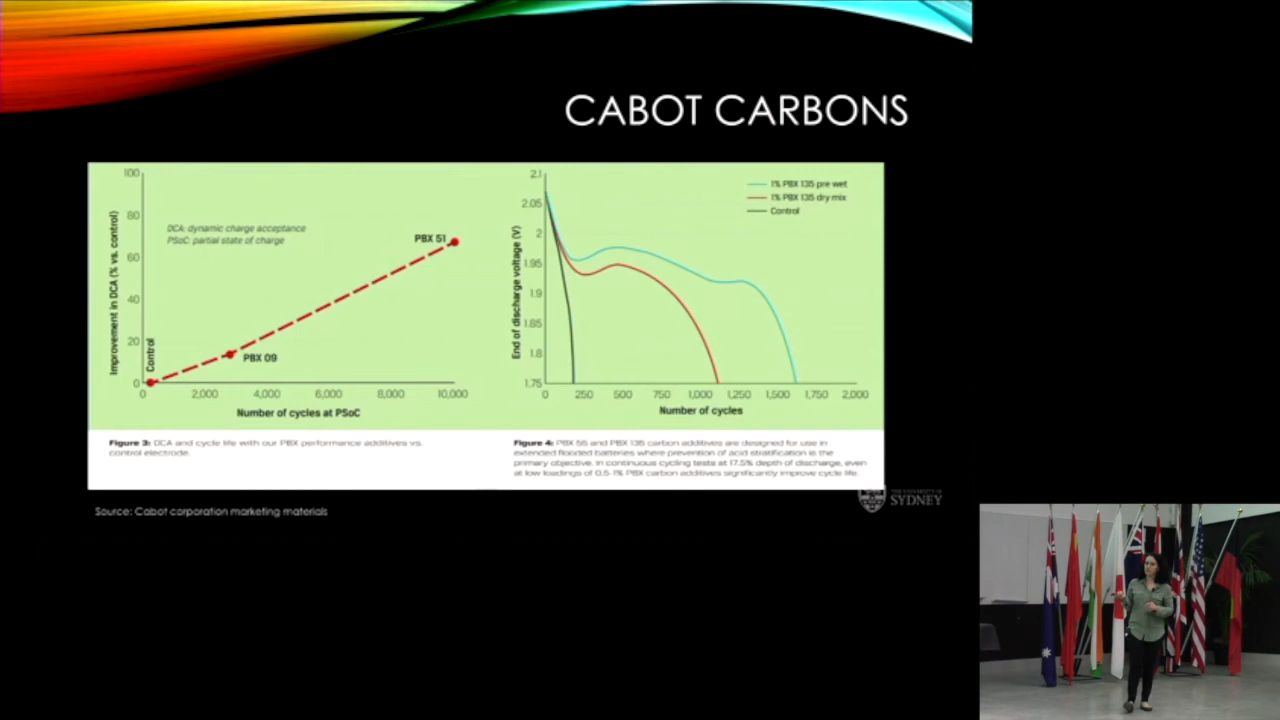 CABOT CARBONS
100
80
60
40
20
0
Improvement in DCA (% vs. control)
DCA: dynamic charge acceptance
PSoC: partial state of charge
Control
PBX 09
PBX 51
0 2,000 4,000 6,000 8,000 10,000
Number of cycles at PSoC
2.1
2.05
2
1.95
1.9
1.85
1.8
1.75
End of discharge voltage (V)
1% PBX 135 pre wet
1% PBX 135 dry mix
Control
0 250 500 750 1,000 1,250 1,500 1,750 2,000
Number of cycles
Figure 3: DCA and cycle life with our PBX performance additives vs.
control electrode.
Figure 4: PBX 55 and PBX 135 carbon additives are designed for use in
extended flooded batteries where prevention of acid stratification is the
primary objective. In continuous cycling tests at 17.5% depth of discharge, even
at low loadings of 0.5-1% PBX carbon additives significantly improve cycle life.
THE UNIVERSITY OF
SYDNEY
Source: Cabot corporation marketing materials